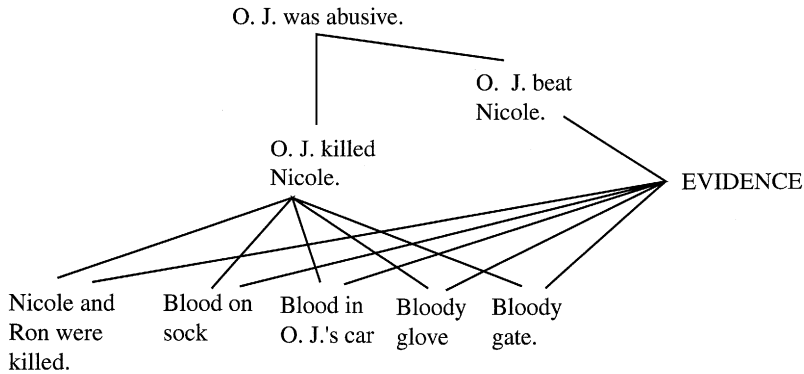 O. J. was abusive.
O. J. beat
Nicole.
O. J. killed
Nicole.
EVIDENCE
Nicole and
Ron were
killed.
Blood on
sock
Blood in
O. J.'s car
Bloody
glove
Bloody
gate.